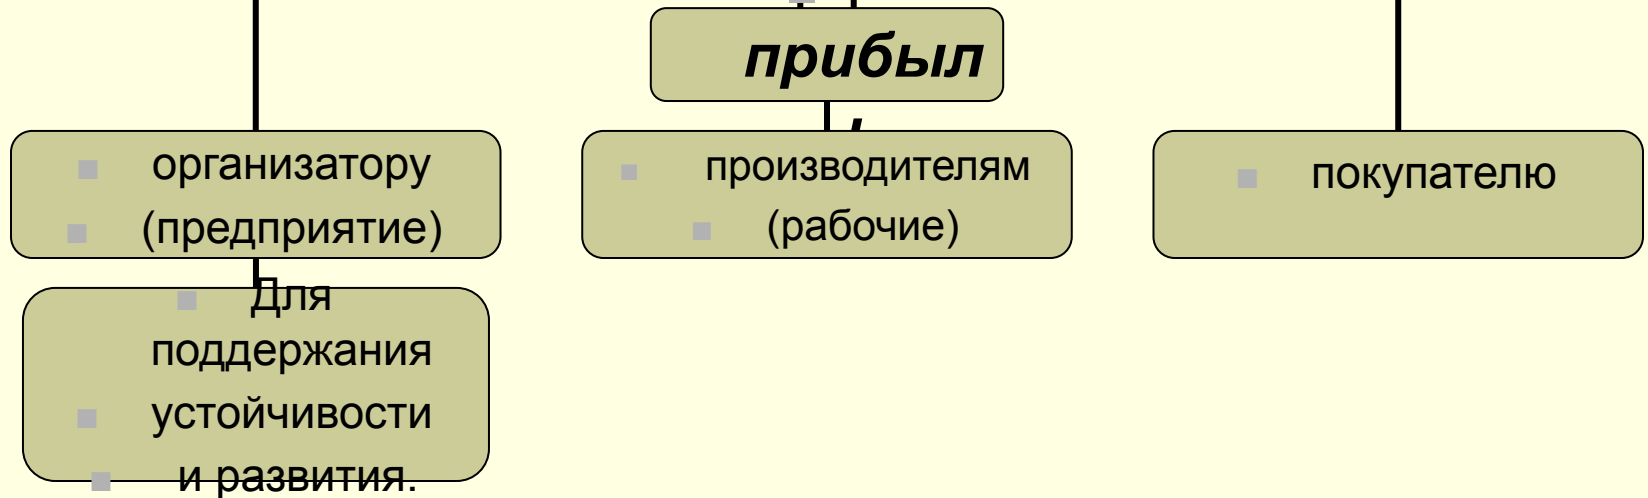 прибыл
организатору
(предприятие)
производителям
(рабочие)
покупателю
Для
поддержания
устойчивости
и развития.